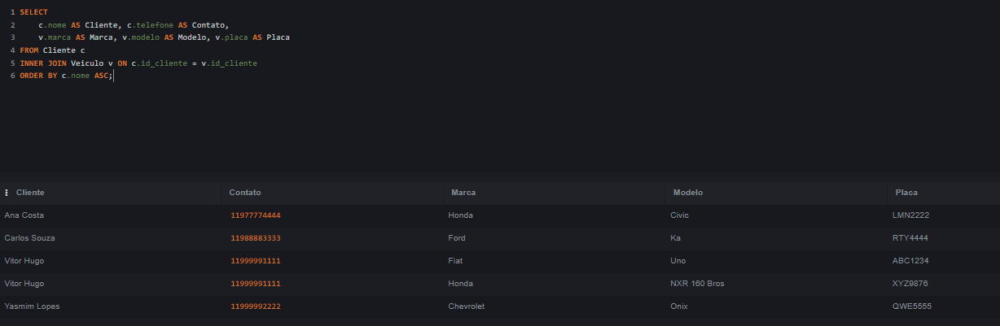 1 SELECT
2 c.nome AS Cliente, c.telefone AS Contato,
3 v.marca AS Marca, v.modelo AS Modelo, v.placa AS Placa
4 FROM Cliente c
5 INNER JOIN Veiculo v ON c.id_cliente = v.id_cliente
6 ORDER BY c.nome ASC;
Cliente Contato Marca Modelo Placa
Ana Costa 11977774444 Honda Civic LMN2222
Carlos Souza 11988883333 Ford Ka RTY4444
Vitor Hugo 11999991111 Fiat Uno ABC1234
Vitor Hugo 11999991111 Honda NXR 160 Bros XYZ9876
Yasmim Lopes 11999992222 Chevrolet Onix QWE5555